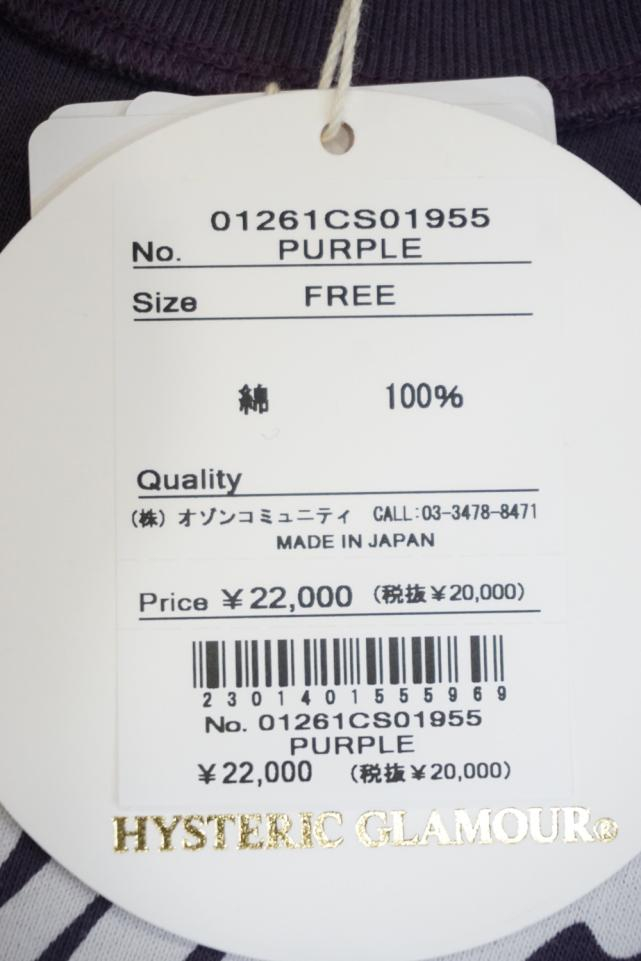 01261CS01955
No. PURPLE
Size FREE
綿 100%
Quality
(株) オゾンコミュニティ CALL:03-3478-8471
MADE IN JAPAN
Price ¥22,000 (税抜¥20,000)
2301401555969
No. 01261CS01955
PURPLE
¥22,000 (税抜¥20,000)
HYSTERIC GLAMOUR®